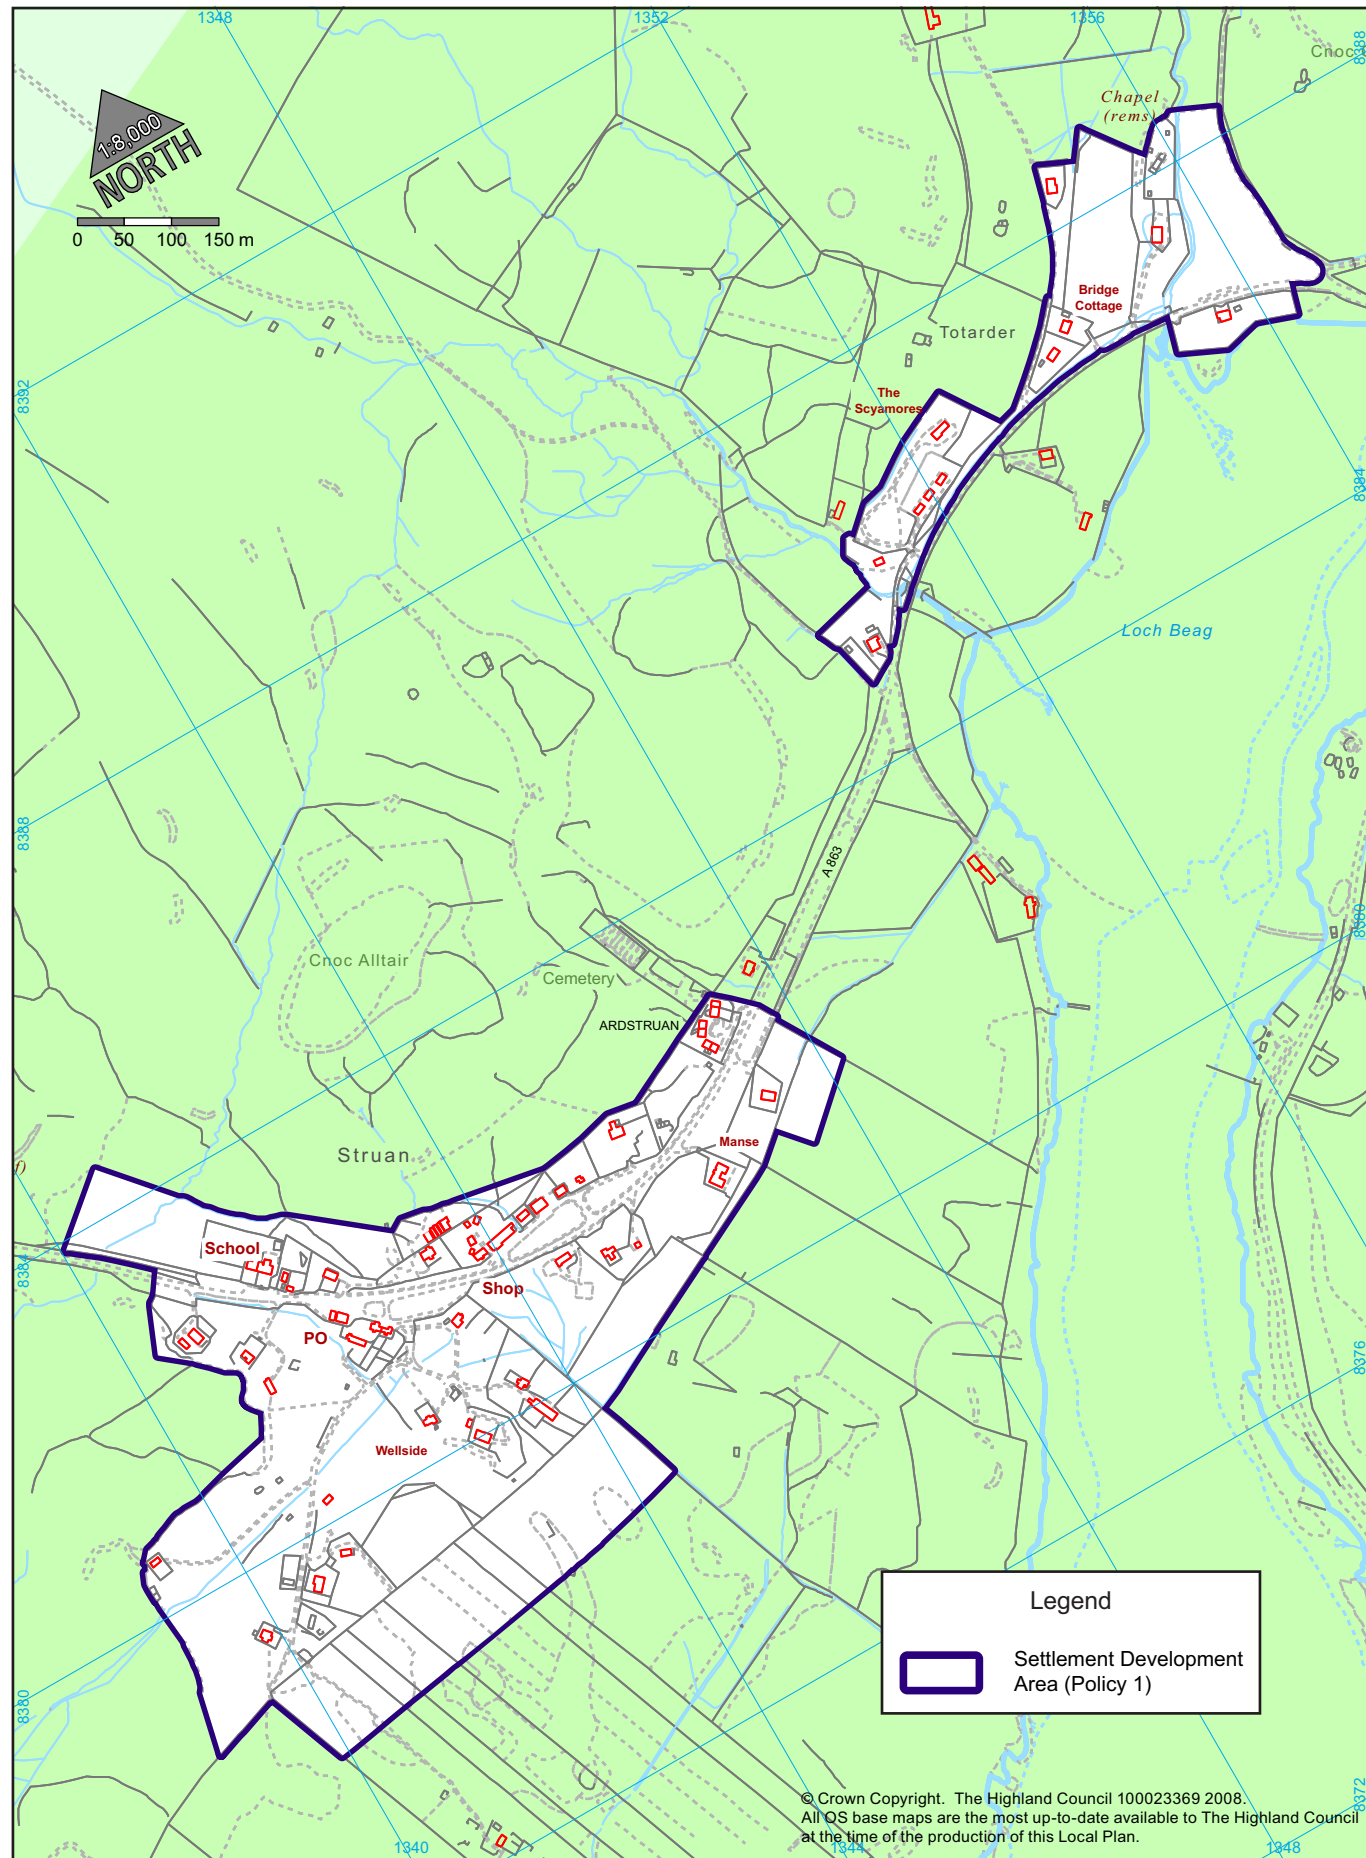 1348
1352
1356
8388
Cnoc
Chapel
(rems)
1:8,000
NORTH
0 50 100 150 m
Bridge
Cottage
Totarder
The
Scyamores
8392
8384
Loch Beag
8388
A 863
8380
Cnoc Alltair
Cemetery
ARDSTRUAN
Manse
Struan
f)
School
8384
Shop
PO
8376
Wellside
Legend
Settlement Development
Area (Policy 1)
8380
8372
© Crown Copyright. The Highland Council 100023369 2008.
All OS base maps are the most up-to-date available to The Highland Council
at the time of the production of this Local Plan.
1340
1344
1348